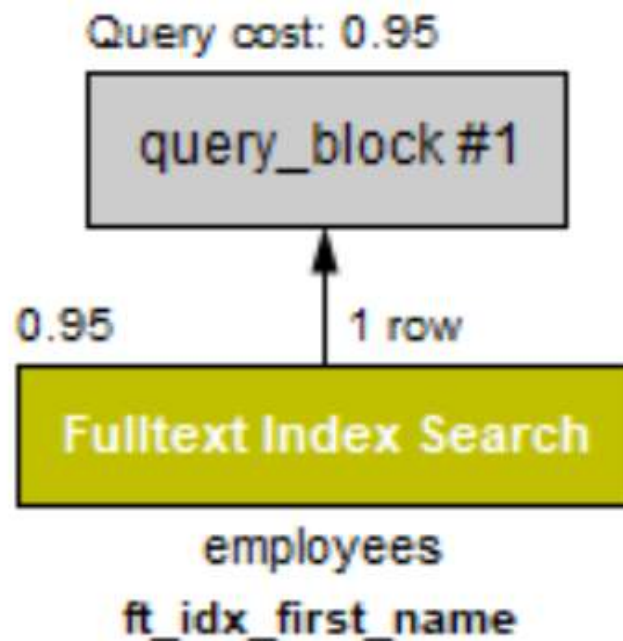 Query cost: 0.95
query_block #1
0.95 1 row
Fulltext Index Search
employees
ft_idx_first_name